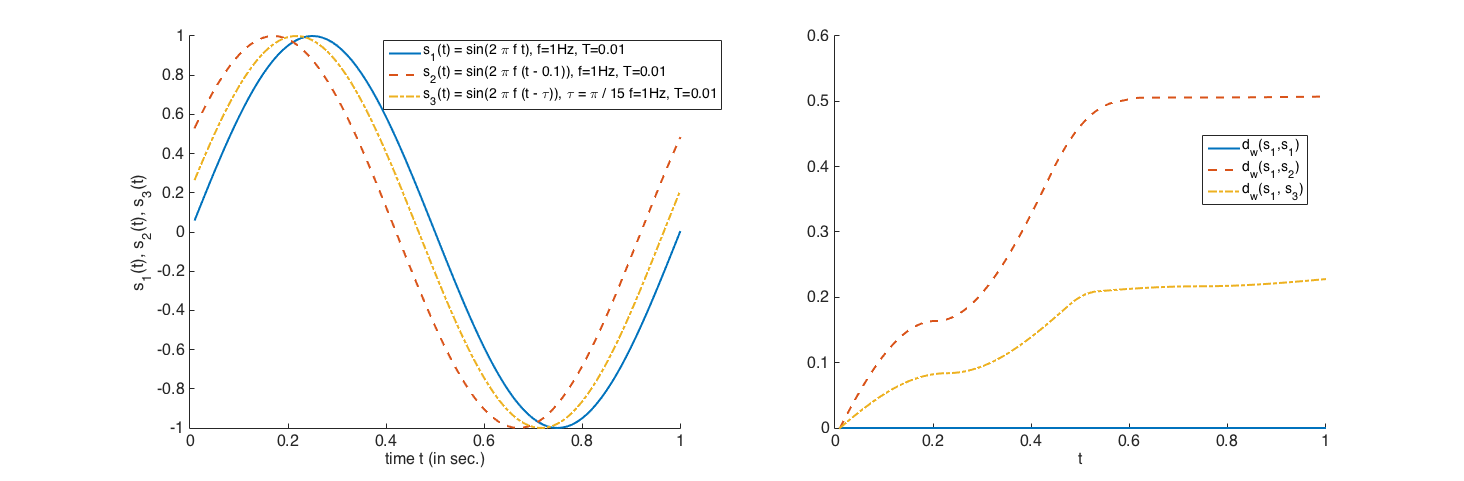 s1(t), s2(t), s3(t)
1
0.8
0.6
0.4
0.2
0
-0.2
-0.4
-0.6
-0.8
-1
s1(t) = sin(2 π f t), f=1Hz, T=0.01
s2(t) = sin(2 π f (t - 0.1)), f=1Hz, T=0.01
s3(t) = sin(2 π f (t - τ)), τ = π / 15 f=1Hz, T=0.01
0 0.2 0.4 0.6 0.8 1
time t (in sec.)
0.6
0.5
0.4
0.3
0.2
0.1
0
dw(s1,s1)
dw(s1,s2)
dw(s1, s3)
0 0.2 0.4 0.6 0.8 1
t